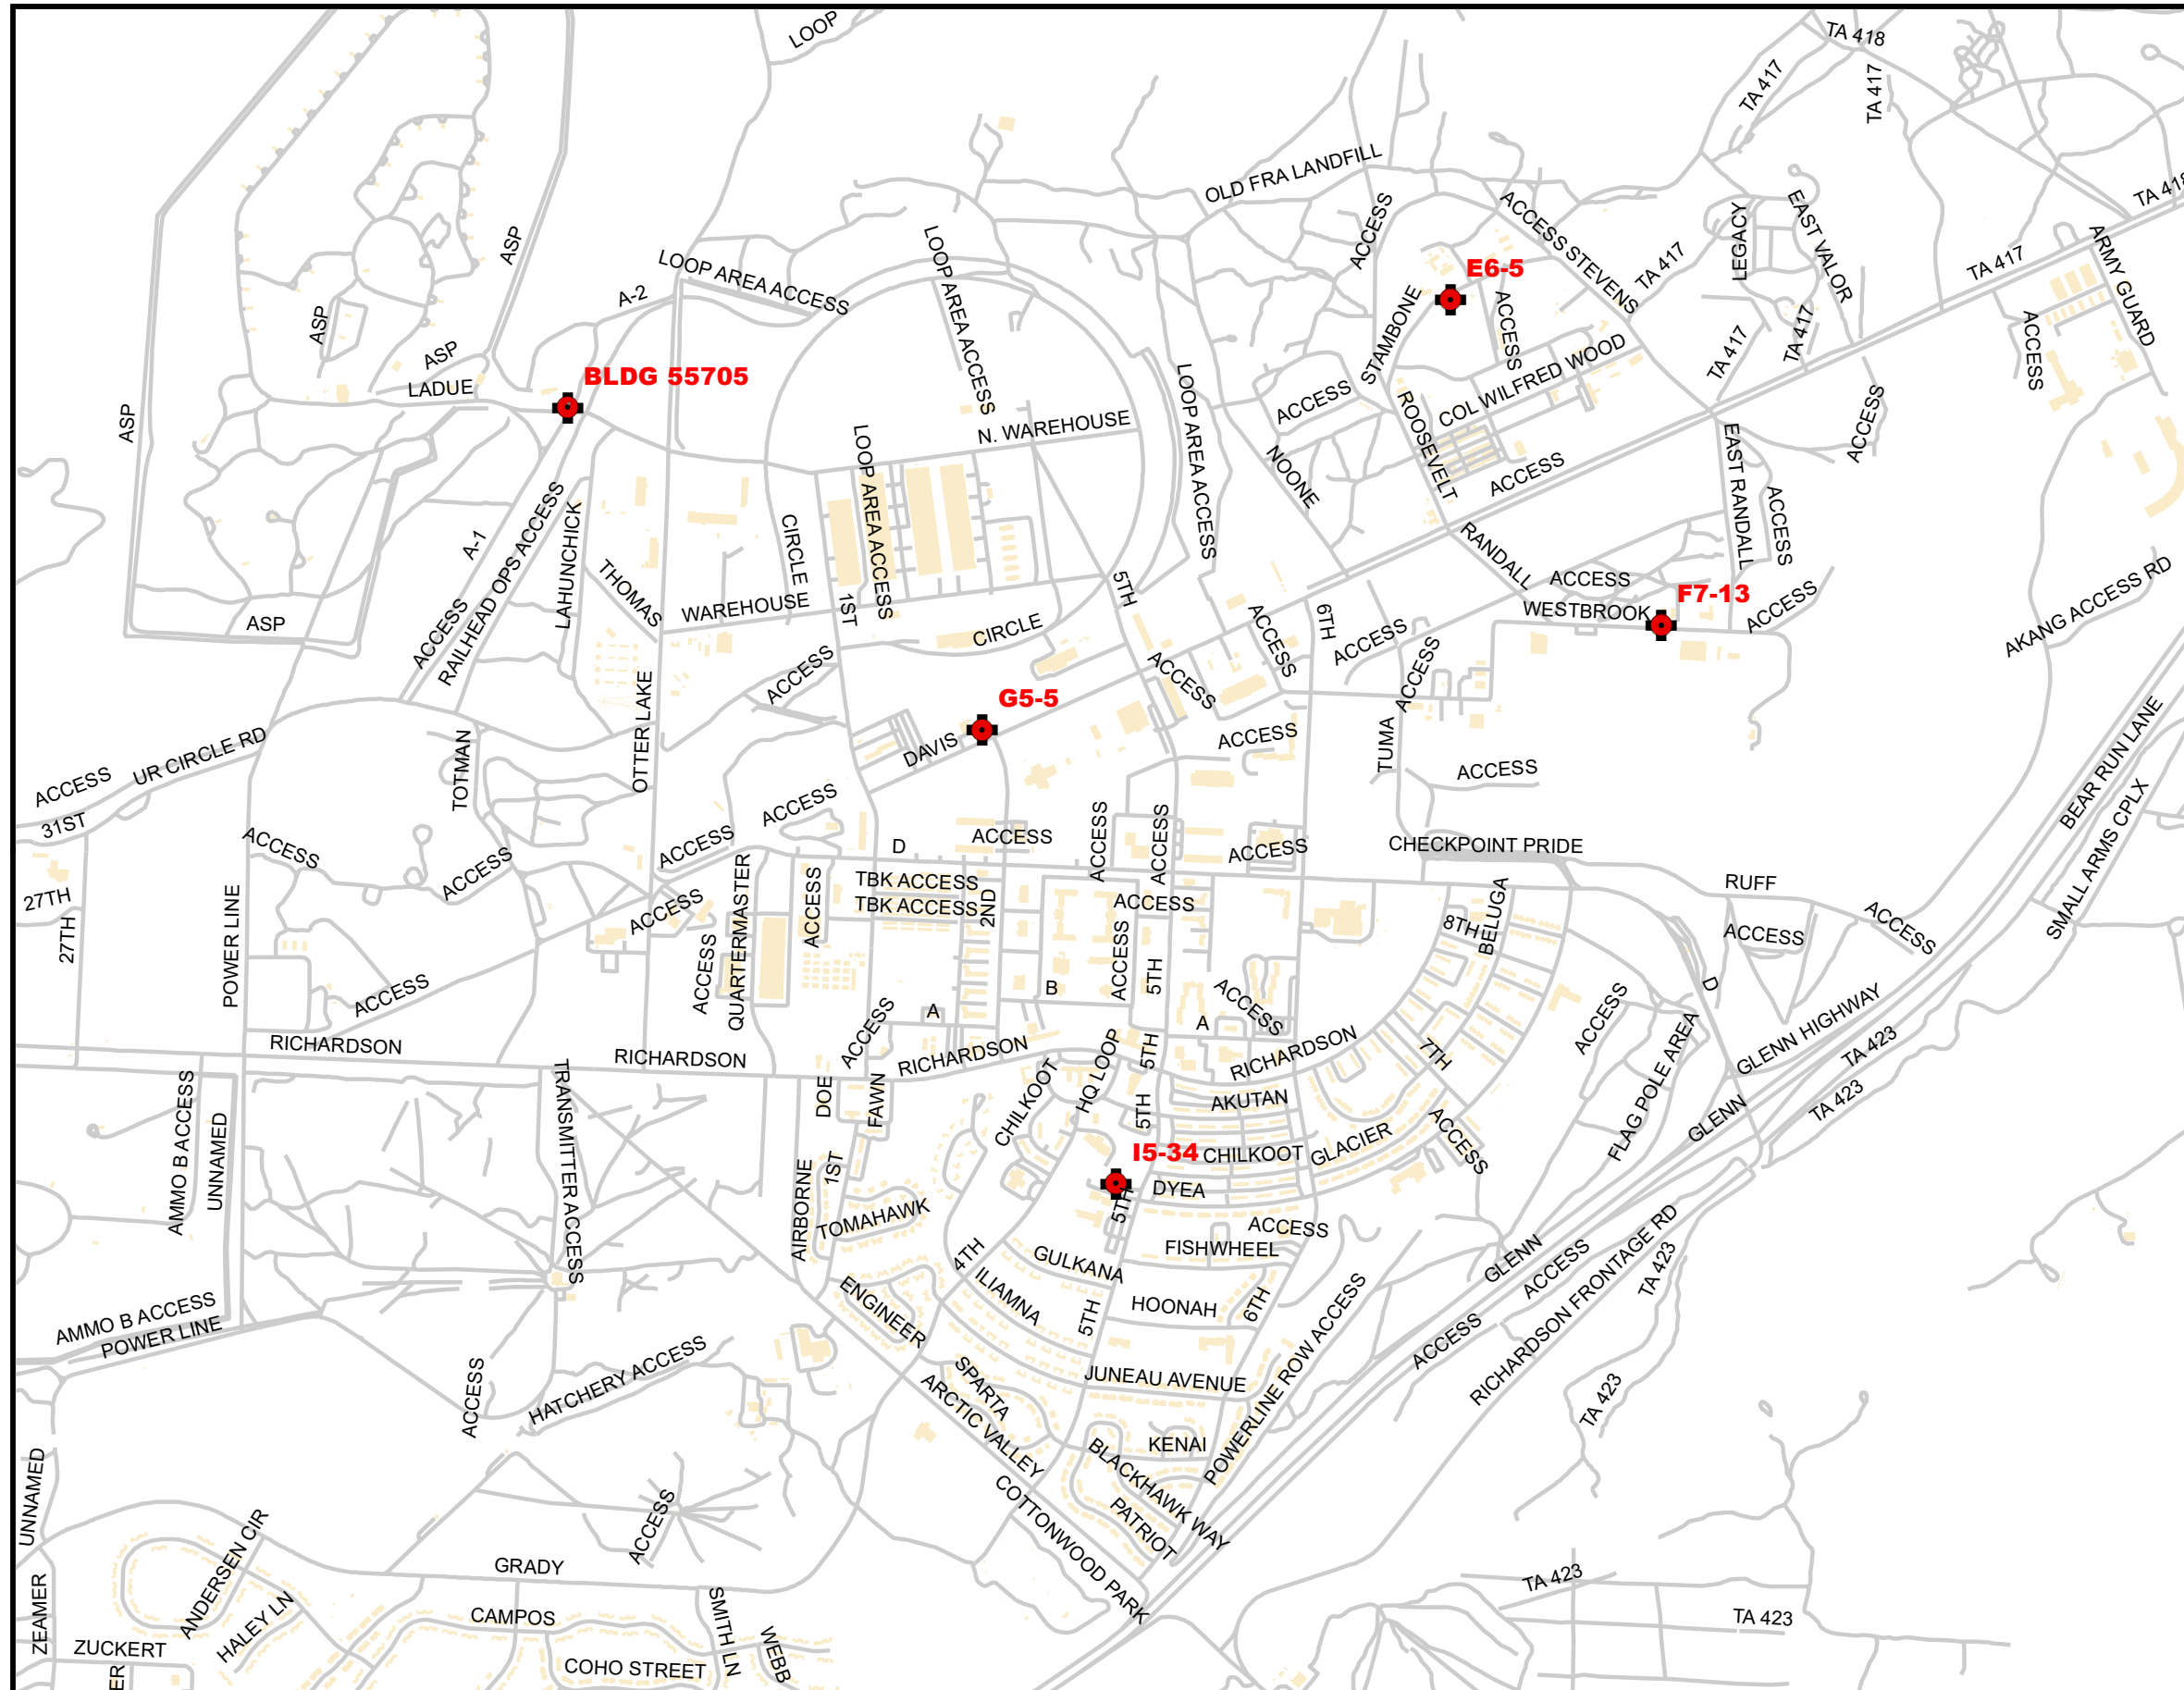 LOOP
TA 418
TA 417
TA 417
OLD FRA LANDFILL
TA 418
ACCESS
ACCESS STEVENS
EAST VALOR
LEGACY
ARMY GUARD
ASP
LOOP AREA ACCESS
LOOP AREA ACCESS
E6-5
TA 417
TA 417
A-2
STAMBONE
ACCESS
ASP
ASP
TA 417
TA 417
ACCESS
LADUE
BLDG 55705
LOOP AREA ACCESS
COL WILFRED WOOD
ACCESS
ASP
N. WAREHOUSE
ROOSEVELT
ACCESS
LOOP AREA ACCESS
NOONE
ACCESS
EAST RANDALL
ACCESS
A-1
RAILHEAD OPS ACCESS
LAHUNCHICK
CIRCLE
RANDALL
ACCESS
THOMAS
WAREHOUSE
1ST
5TH
F7-13
WESTBROOK
ACCESS
AKANG ACCESS RD
ASP
ACCESS
CIRCLE
ACCESS
6TH
ACCESS
ACCESS
ACCESS
ACCESS
G5-5
OTTER LAKE
UR CIRCLE RD
ACCESS
TOTMAN
DAVIS
ACCESS
TUMA
ACCESS
BEAR RUN LANE
SMALL ARMS CPLX
31ST
ACCESS
ACCESS
ACCESS
D
ACCESS
ACCESS
ACCESS
ACCESS
CHECKPOINT PRIDE
ACCESS
TBK ACCESS
TBK ACCESS
RUFF
27TH
27TH
POWER LINE
ACCESS
QUARTERMASTER
ACCESS
2ND
ACCESS
8TH
BELUGA
ACCESS
ACCESS
ACCESS
ACCESS
ACCESS
5TH
B
A
ACCESS
A
ACCESS
D
GLENN HIGHWAY
RICHARDSON
RICHARDSON
ACCESS
RICHARDSON
RICHARDSON
7TH
FLAG POLE AREA
TA 423
TA 423
AMMO B ACCESS
UNNAMED
TRANSMITTER ACCESS
DOE
FAWN
CHILKOOT
HQ LOOP
5TH
5TH
AKUTAN
GLENN
I5-34
CHILKOOT
GLACIER
ACCESS
DYEA
5TH
AIRBORNE
1ST
TOMAHAWK
ACCESS
FISHWHEEL
RICHARDSON FRONTAGE RD
4TH
GULKANA
GLENN
ACCESS
TA 423
ILIAMNA
HOONAH
6TH
AMMO B ACCESS
POWER LINE
ENGINEER
5TH
POWERLINE ROW ACCESS
ACCESS
ACCESS
HATCHERY ACCESS
SPARTA
JUNEAU AVENUE
TA 423
ARCTIC VALLEY
KENAI
BLACKHAWK WAY
UNNAMED
ACCESS
COTTONWOOD PARK
PATRIOT
ANDERSEN CIR
GRADY
TA 423
ZEAMER
HALEY LN
CAMPOS
SMITH LN
WEBB
TA 423
ZUCKERT
COHO STREET
ER